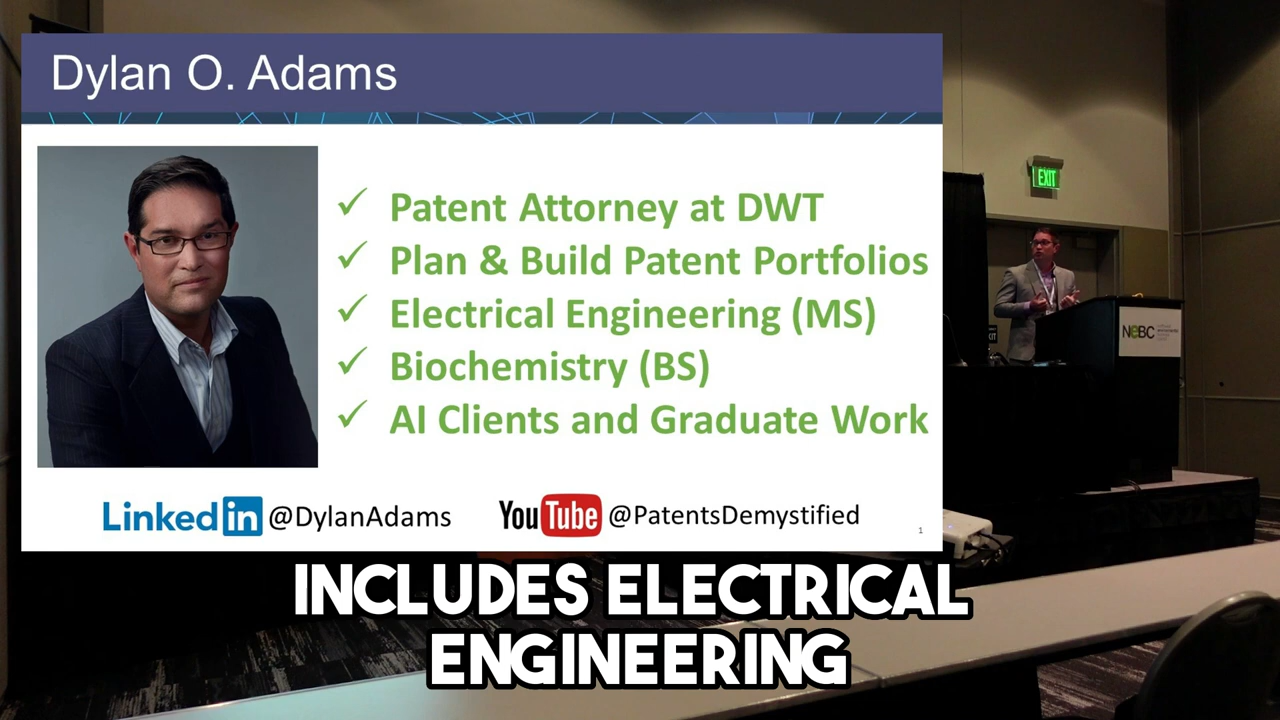 Dylan O. Adams
✓ Patent Attorney at DWT
✓ Plan & Build Patent Portfolios
✓ Electrical Engineering (MS)
✓ Biochemistry (BS)
✓ AI Clients and Graduate Work
LinkedIn @DylanAdams
YouTube @PatentsDemystified
1
EXIT
NEBC
INCLUDES ELECTRICAL
ENGINEERING